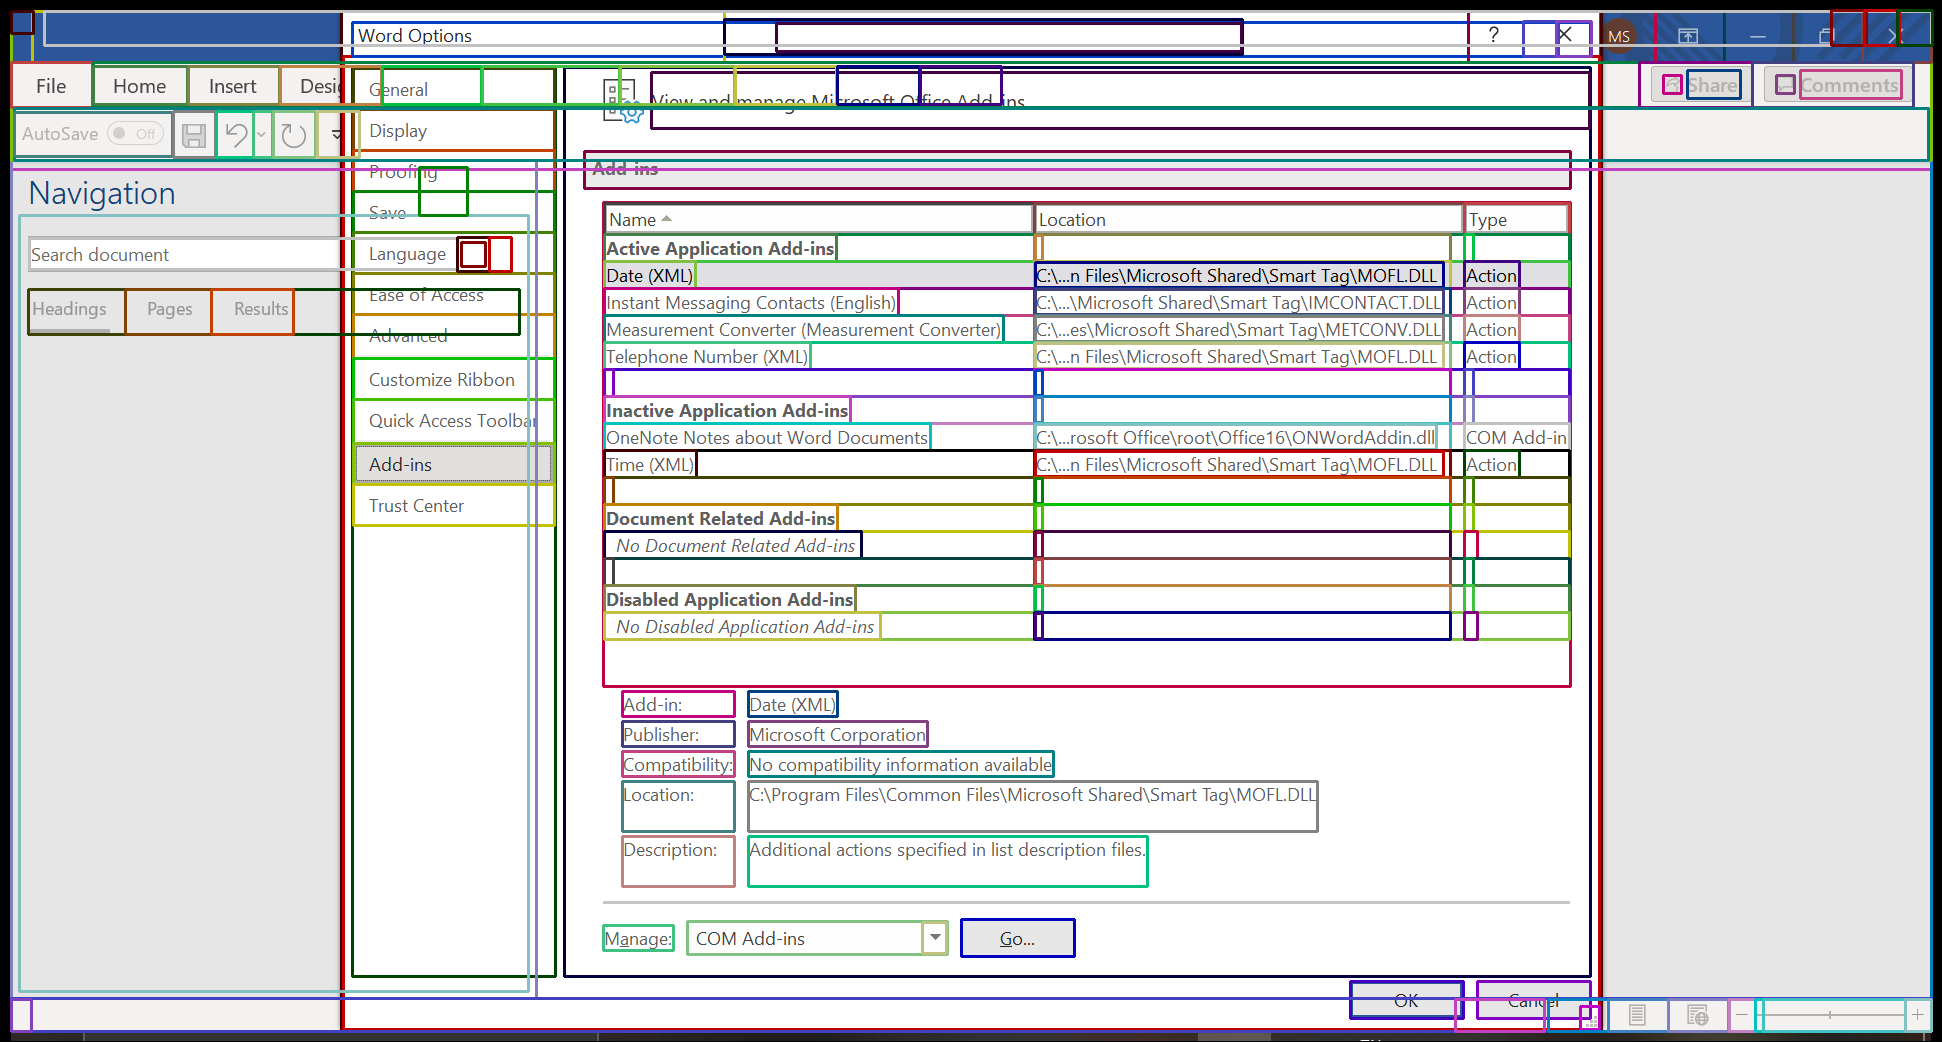 Word Options
?
MS
File
Home
Insert
Share
Comments
AutoSave
Off
Navigation
Search document
Headings
Pages
Results
General
Display
Proofing
Save
Language
Ease of Access
Advanced
Customize Ribbon
Quick Access Toolbar
Add-ins
Trust Center
View and manage Microsoft Office Add-ins
Add-ins
Name Location Type
Active Application Add-ins
Date (XML) C:\...n Files\Microsoft Shared\Smart Tag\MOFL.DLL Action
Instant Messaging Contacts (English) C:\...\Microsoft Shared\Smart Tag\IMCONTACT.DLL Action
Measurement Converter (Measurement Converter) C:\...es\Microsoft Shared\Smart Tag\METCONV.DLL Action
Telephone Number (XML) C:\...n Files\Microsoft Shared\Smart Tag\MOFL.DLL Action
Inactive Application Add-ins
OneNote Notes about Word Documents C:\...rosoft Office\root\Office16\ONWordAddin.dll COM Add-in
Time (XML) C:\...n Files\Microsoft Shared\Smart Tag\MOFL.DLL Action
Document Related Add-ins
No Document Related Add-ins
Disabled Application Add-ins
No Disabled Application Add-ins
Add-in: Date (XML)
Publisher: Microsoft Corporation
Compatibility: No compatibility information available
Location: C:\Program Files\Common Files\Microsoft Shared\Smart Tag\MOFL.DLL
Description: Additional actions specified in list description files.
Manage: COM Add-ins Go...
OK
Cancel